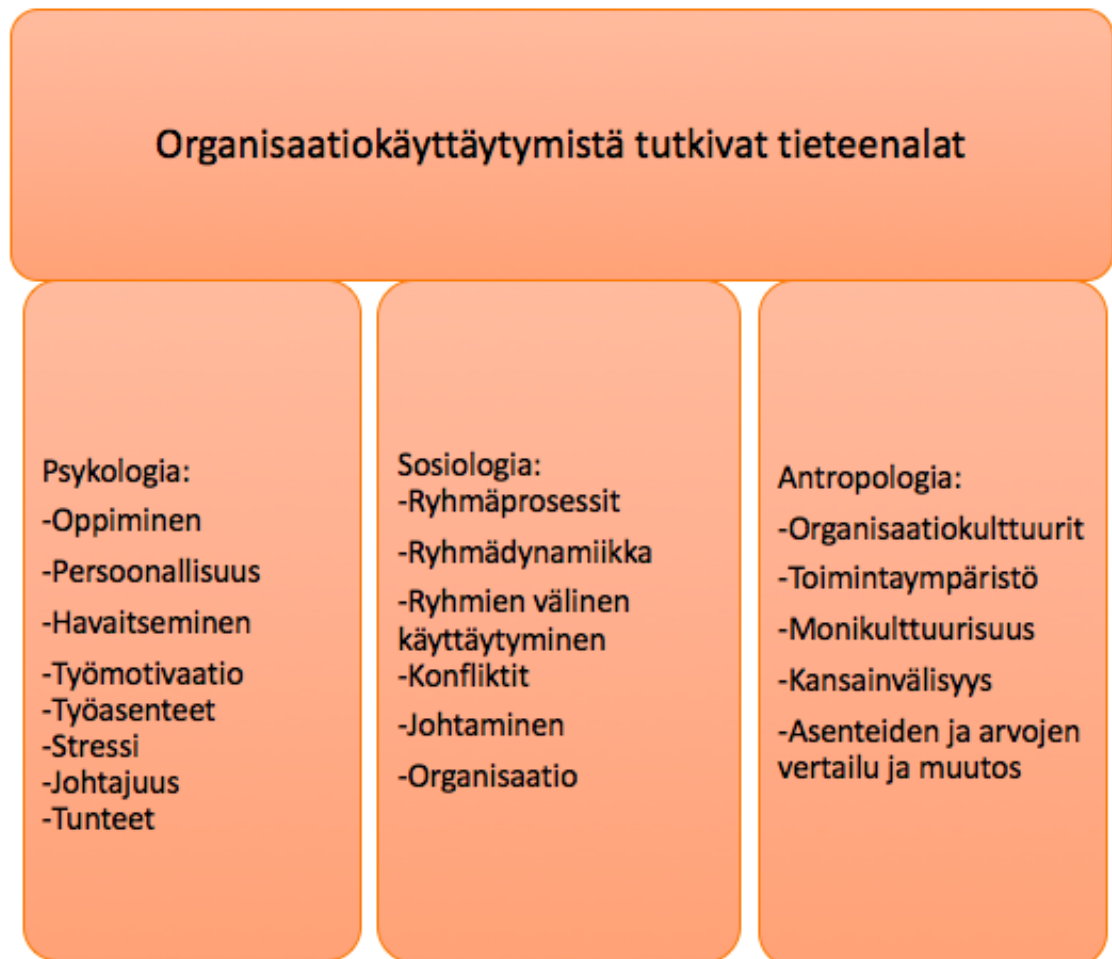 Organisaatiokäyttäytymistä tutkivat tieteenalat
Psykologia:
-Oppiminen
-Persoonallisuus
-Havaitseminen
-Työmotivaatio
-Työasenteet
-Stressi
-Johtajuus
-Tunteet
Sosiologia:
-Ryhmäprosessit
-Ryhmädynamiikka
-Ryhmien välinen
käyttäytyminen
-Konfliktit
-Johtaminen
-Organisaatio
Antropologia:
-Organisaatiokulttuurit
-Toimintaympäristö
-Monikulttuurisuus
-Kansainvälisyys
-Asenteiden ja arvojen
vertailu ja muutos